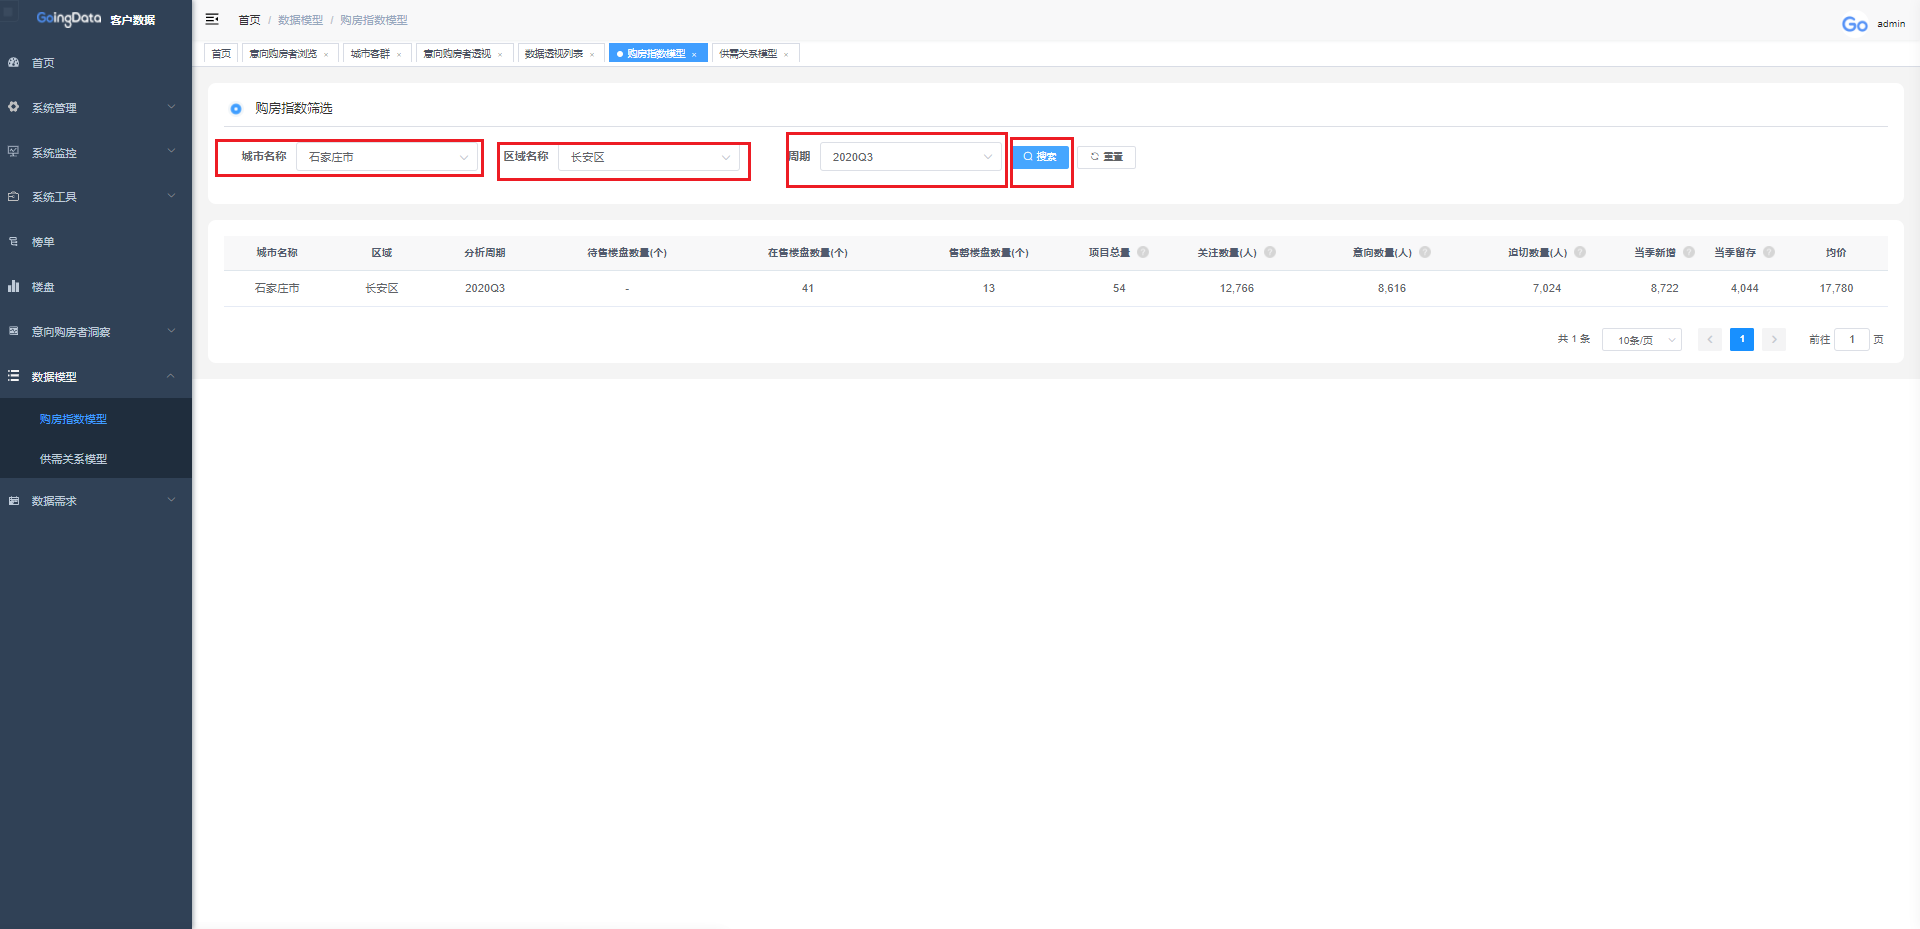 GoingData 客户数据
首页
系统管理
系统监控
系统工具
榜单
楼盘
意向购房者洞察
数据模型
购房指数模型
供需关系模型
数据需求
首页 / 数据模型 / 购房指数模型
Go admin
首页 意向购房者浏览 × 城市客群 × 意向购房者透视 × 数据透视列表 × 购房指数模型 × 供需关系模型 ×
购房指数筛选
城市名称 石家庄市 区域名称 长安区 周期 2020Q3 搜索 重置
城市名称 区域 分析周期 待售楼盘数量(个) 在售楼盘数量(个) 售罄楼盘数量(个) 项目总量 ? 关注数量(人) ? 意向数量(人) ? 迫切数量(人) ? 当季新增 ? 当季留存 ? 均价
石家庄市 长安区 2020Q3 - 41 13 54 12,766 8,616 7,024 8,722 4,044 17,780
共 1 条 10条/页 < 1 > 前往 1 页